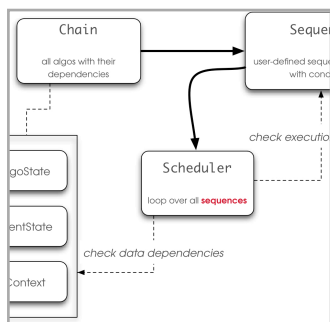 Chain
all algos with their
dependencies
Sequen
user-defined seque
with cond
check executio
goState
Scheduler
loop over all sequences
entState
check data dependencies
Context